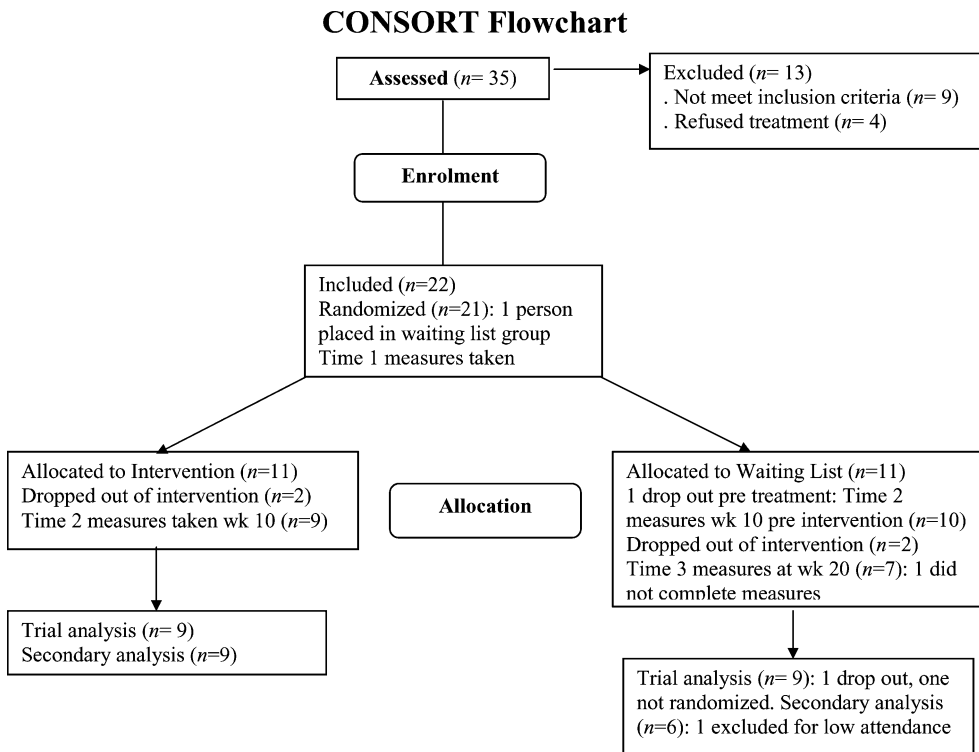 CONSORT Flowchart
Assessed (n= 35)
Excluded (n= 13)
. Not meet inclusion criteria (n= 9)
. Refused treatment (n= 4)
Enrolment
Included (n=22)
Randomized (n=21): 1 person
placed in waiting list group
Time 1 measures taken
Allocated to Intervention (n=11)
Dropped out of intervention (n=2)
Time 2 measures taken wk 10 (n=9)
Allocation
Allocated to Waiting List (n=11)
1 drop out pre treatment: Time 2
measures wk 10 pre intervention (n=10)
Dropped out of intervention (n=2)
Time 3 measures at wk 20 (n=7): 1 did
not complete measures
Trial analysis (n= 9)
Secondary analysis (n=9)
Trial analysis (n= 9): 1 drop out, one
not randomized. Secondary analysis
(n=6): 1 excluded for low attendance